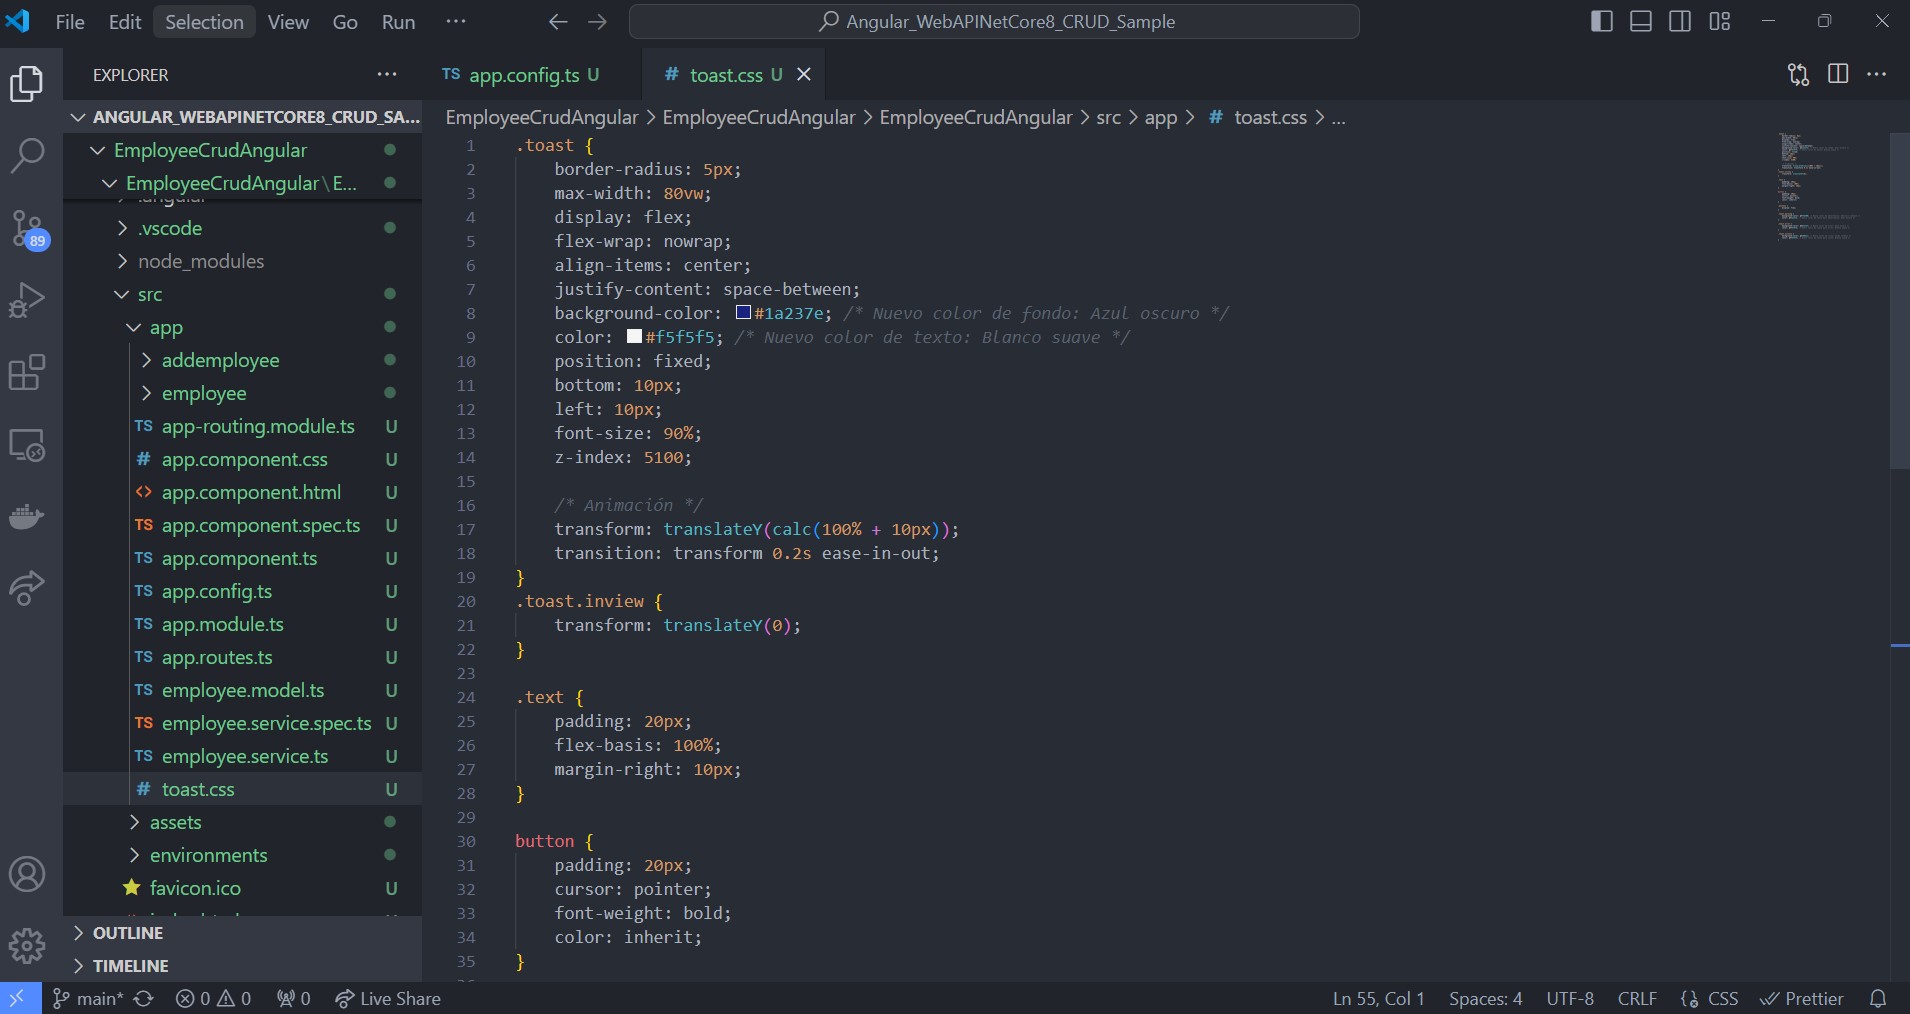 File Edit Selection View Go Run ···
Angular_WebAPINetCore8_CRUD_Sample
EXPLORER ···
ANGULAR_WEBAPINETCORE8_CRUD_SA...
EmployeeCrudAngular
EmployeeCrudAngular\E...
.angular
.vscode
node_modules
src
app
addemployee
employee
TS app-routing.module.ts U
# app.component.css U
<> app.component.html U
TS app.component.spec.ts U
TS app.component.ts U
TS app.config.ts U
TS app.module.ts U
TS app.routes.ts U
TS employee.model.ts U
TS employee.service.spec.ts U
TS employee.service.ts U
# toast.css U
assets
environments
favicon.ico U
OUTLINE
TIMELINE
89
TS app.config.ts U
# toast.css U
EmployeeCrudAngular > EmployeeCrudAngular > EmployeeCrudAngular > src > app > # toast.css > ...
1 .toast {
2 border-radius: 5px;
3 max-width: 80vw;
4 display: flex;
5 flex-wrap: nowrap;
6 align-items: center;
7 justify-content: space-between;
8 background-color: #1a237e; /* Nuevo color de fondo: Azul oscuro */
9 color: #f5f5f5; /* Nuevo color de texto: Blanco suave */
10 position: fixed;
11 bottom: 10px;
12 left: 10px;
13 font-size: 90%;
14 z-index: 5100;
15
16 /* Animación */
17 transform: translateY(calc(100% + 10px));
18 transition: transform 0.2s ease-in-out;
19 }
20 .toast.inview {
21 transform: translateY(0);
22 }
23
24 .text {
25 padding: 20px;
26 flex-basis: 100%;
27 margin-right: 10px;
28 }
29
30 button {
31 padding: 20px;
32 cursor: pointer;
33 font-weight: bold;
34 color: inherit;
35 }
main* 0 0 0 Live Share
Ln 55, Col 1 Spaces: 4 UTF-8 CRLF CSS Prettier